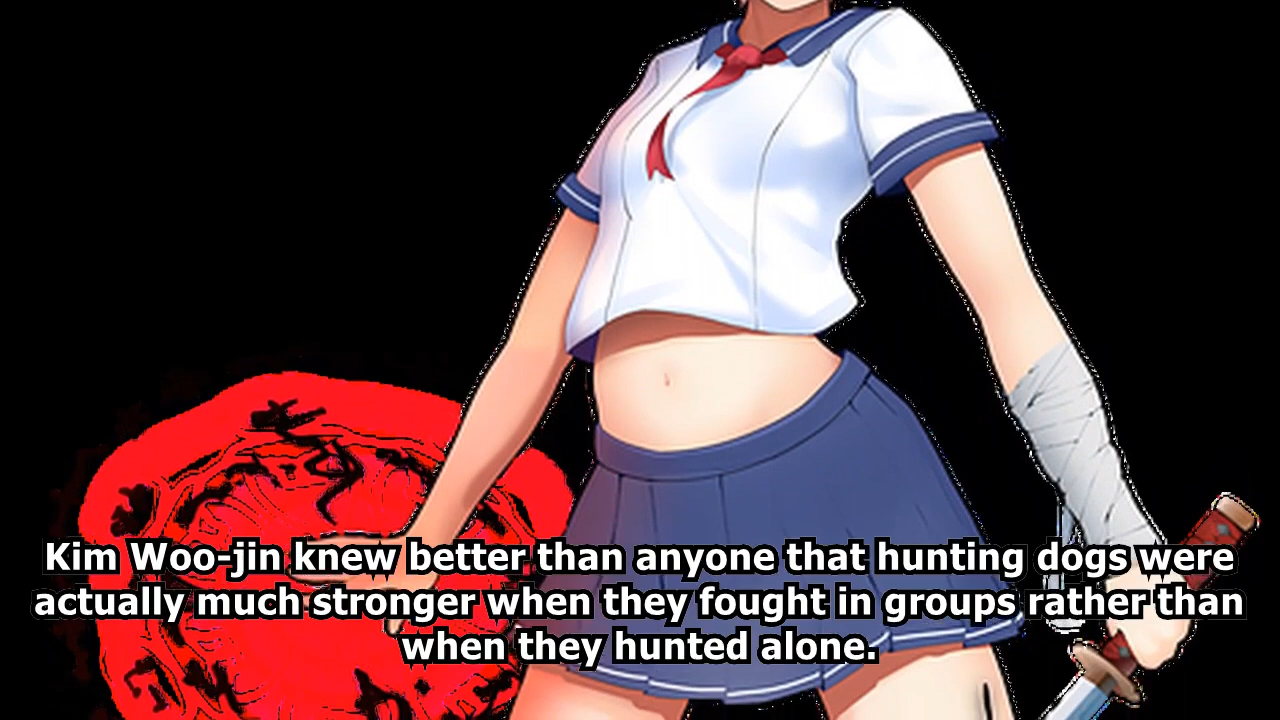 Kim Woo-jin knew better than anyone that hunting dogs were
actually much stronger when they fought in groups rather than
when they hunted alone.